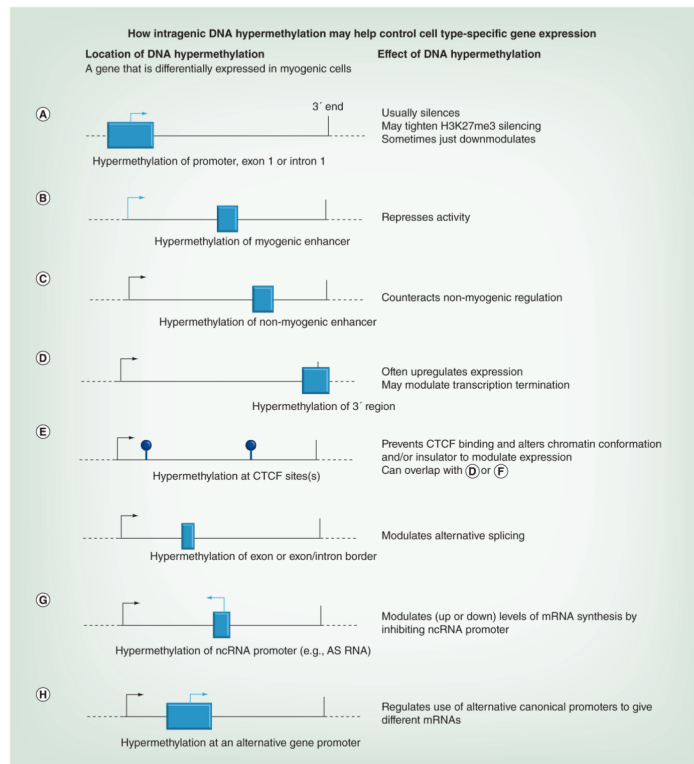 How intragenic DNA hypermethylation may help control cell type-specific gene expression
Location of DNA hypermethylation
Effect of DNA hypermethylation
A gene that is differentially expressed in myogenic cells
A
3´ end
Usually silences
May tighten H3K27me3 silencing
Sometimes just downmodulates
Hypermethylation of promoter, exon 1 or intron 1
B
Represses activity
Hypermethylation of myogenic enhancer
C
Counteracts non-myogenic regulation
Hypermethylation of non-myogenic enhancer
D
Often upregulates expression
May modulate transcription termination
Hypermethylation of 3´ region
E
Prevents CTCF binding and alters chromatin conformation
and/or insulator to modulate expression
Can overlap with D or F
Hypermethylation at CTCF sites(s)
Modulates alternative splicing
Hypermethylation of exon or exon/intron border
G
Modulates (up or down) levels of mRNA synthesis by
inhibiting ncRNA promoter
Hypermethylation of ncRNA promoter (e.g., AS RNA)
H
Regulates use of alternative canonical promoters to give
different mRNAs
Hypermethylation at an alternative gene promoter